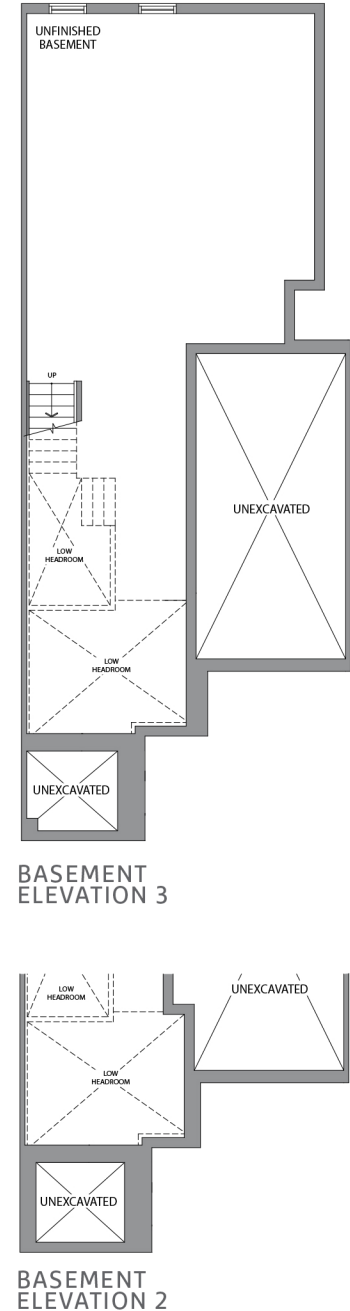 UNFINISHED
BASEMENT
UP
UNEXCAVATED
LOW
HEADROOM
LOW
HEADROOM
UNEXCAVATED
BASEMENT
ELEVATION 3
UNEXCAVATED
LOW
HEADROOM
LOW
HEADROOM
UNEXCAVATED
BASEMENT
ELEVATION 2